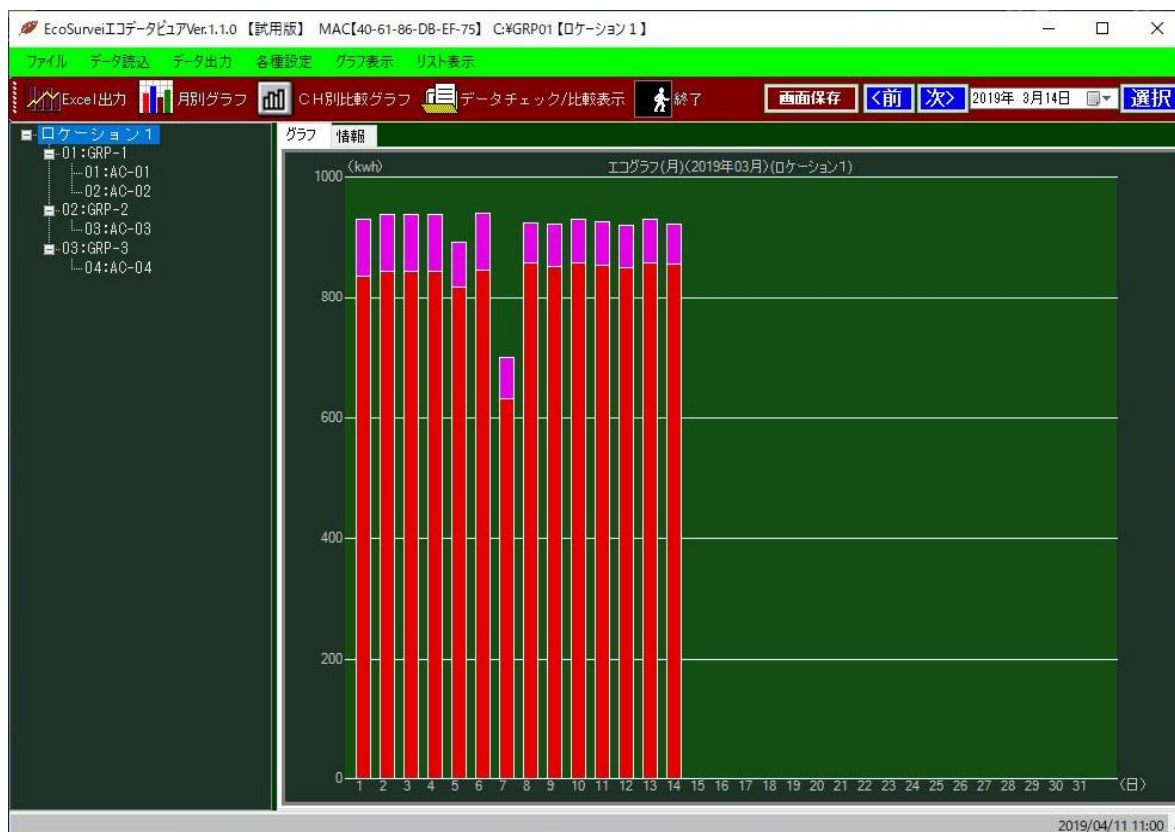 EcoSurveiエコデータビュアVer.1.1.0 【試用版】 MAC【40-61-86-DB-EF-75】 C:¥GRP01【ロケーション１】
ファイル データ読込 データ出力 各種設定 グラフ表示 リスト表示
Excel出力 月別グラフ ＣＨ別比較グラフ データチェック/比較表示 終了 画面保存 <前 次> 2019年 3月14日 選択
ロケーション１
01:GRP-1
01:AC-01
02:AC-02
02:GRP-2
03:AC-03
03:GRP-3
04:AC-04
グラフ 情報
(kwh) エコグラフ(月)(2019年03月)(ロケーション1)
1000
800
600
400
200
0
1 2 3 4 5 6 7 8 9 10 11 12 13 14 15 16 17 18 19 20 21 22 23 24 25 26 27 28 29 30 31 (日)
2019/04/11 11:00